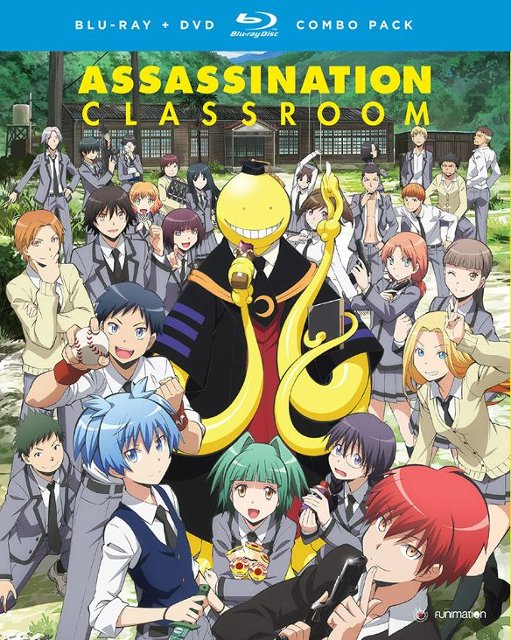 BLU-RAY + DVD Blu-ray Disc COMBO PACK
ASSASSINATION
CLASSROOM
FUNIMATION